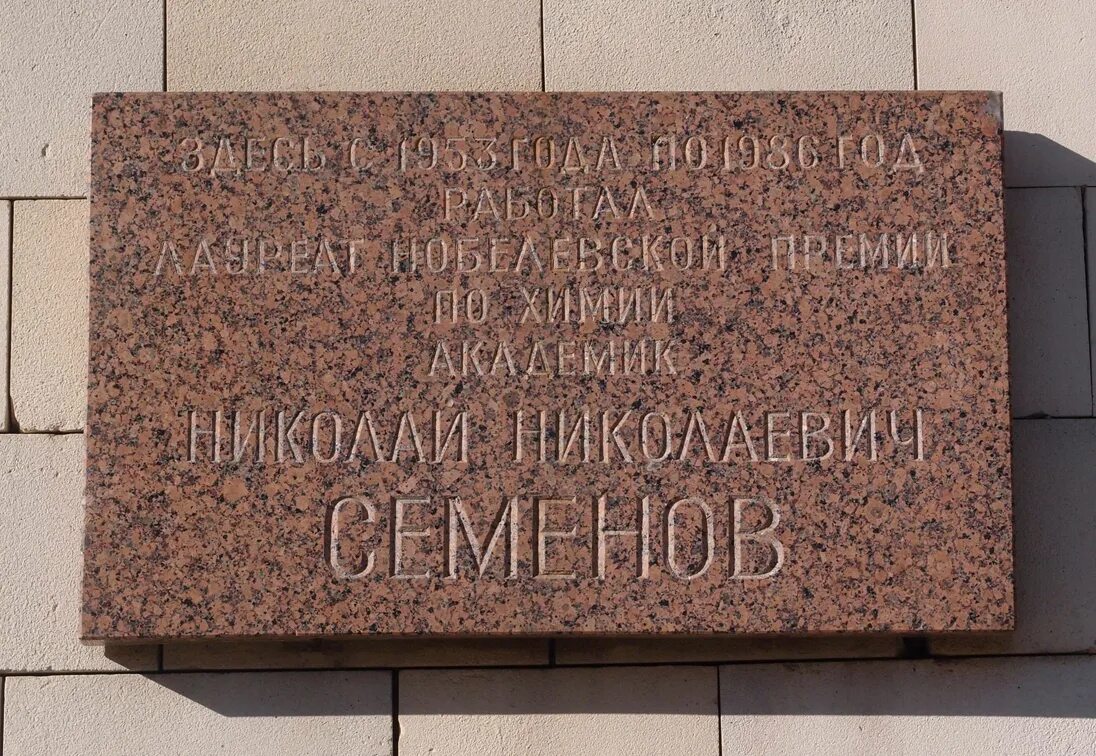 ЗДЕСЬ С 1953 ГОДА ПО 1986 ГОД
РАБОТАЛ
ЛАУРЕАТ НОБЕЛЕВСКОЙ ПРЕМИИ
ПО ХИМИИ
АКАДЕМИК
НИКОЛАЙ НИКОЛАЕВИЧ
СЕМЕНОВ